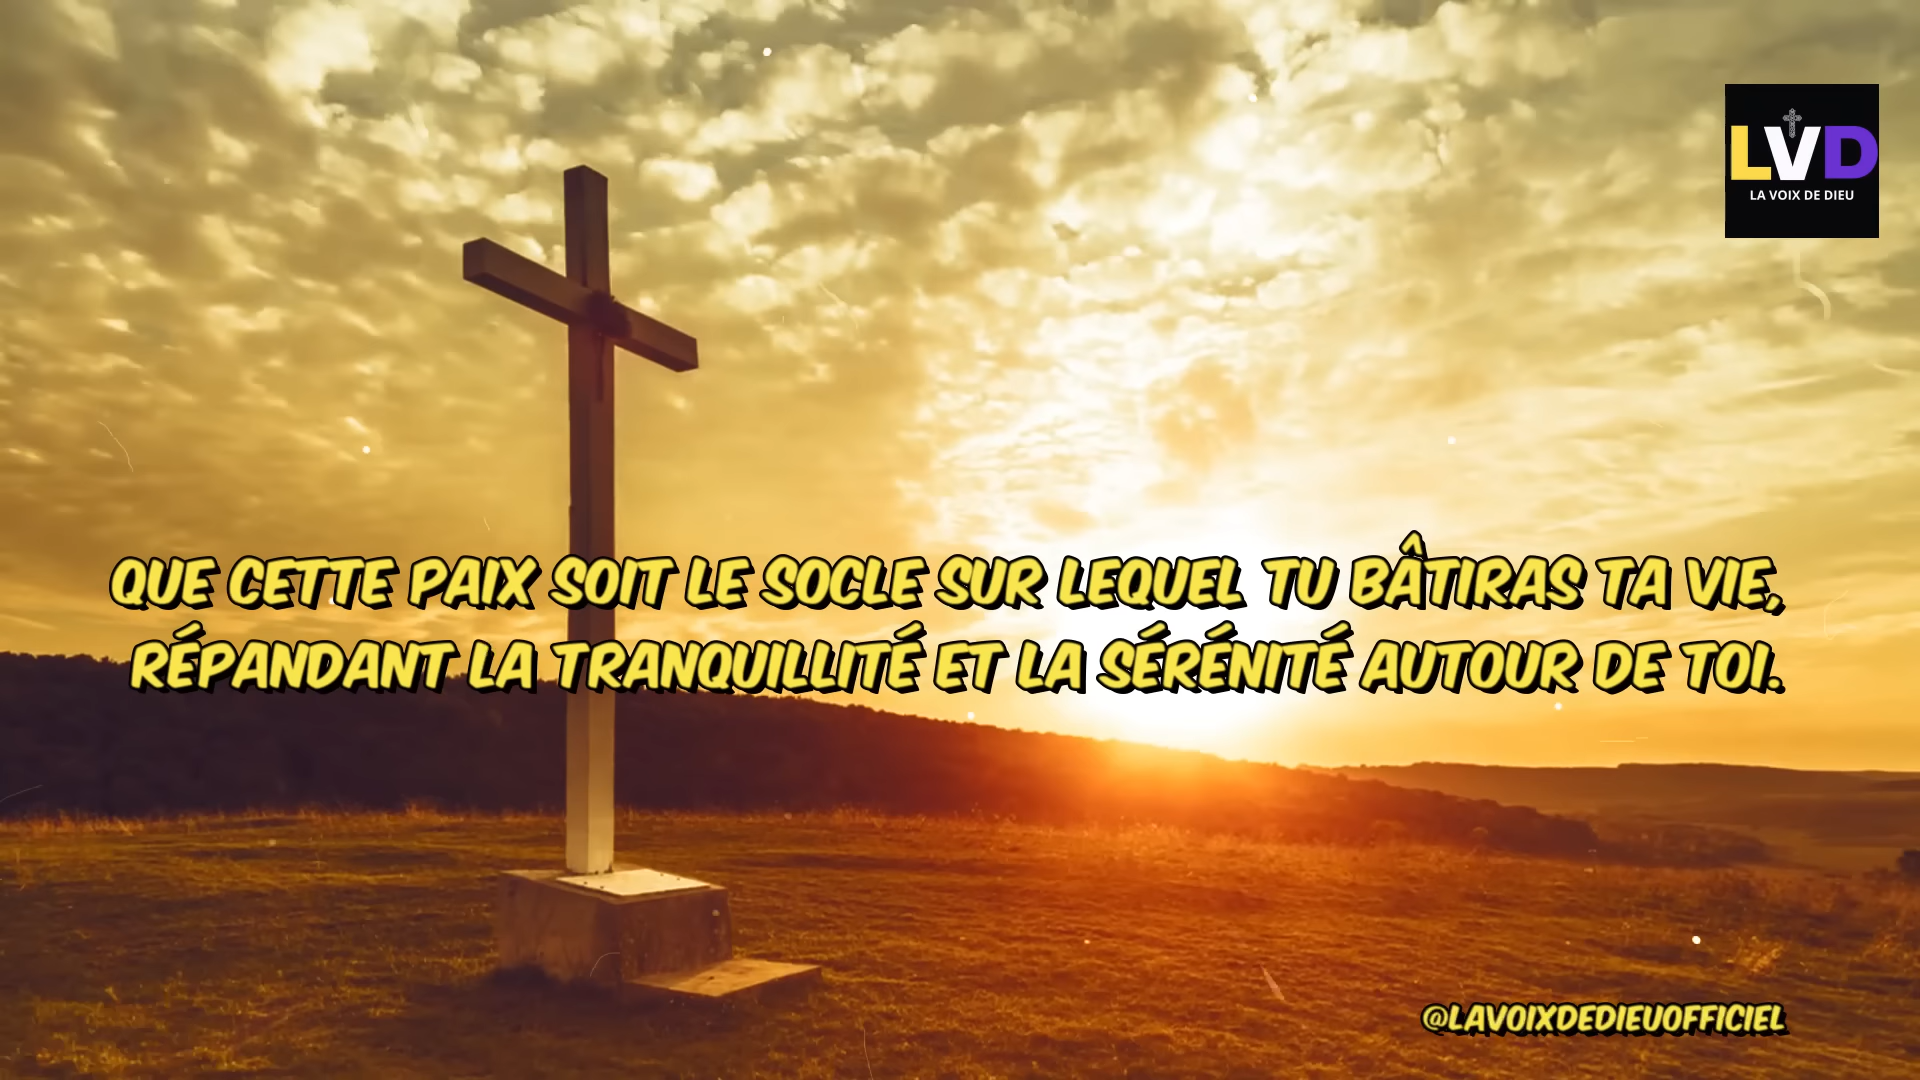 LVD
LA VOIX DE DIEU
QUE CETTE PAIX SOIT LE SOCLE SUR LEQUEL TU BÂTIRAS TA VIE,
RÉPANDANT LA TRANQUILLITÉ ET LA SÉRÉNITÉ AUTOUR DE TOI.
@LAVOIXDEDIEUOFFICIEL